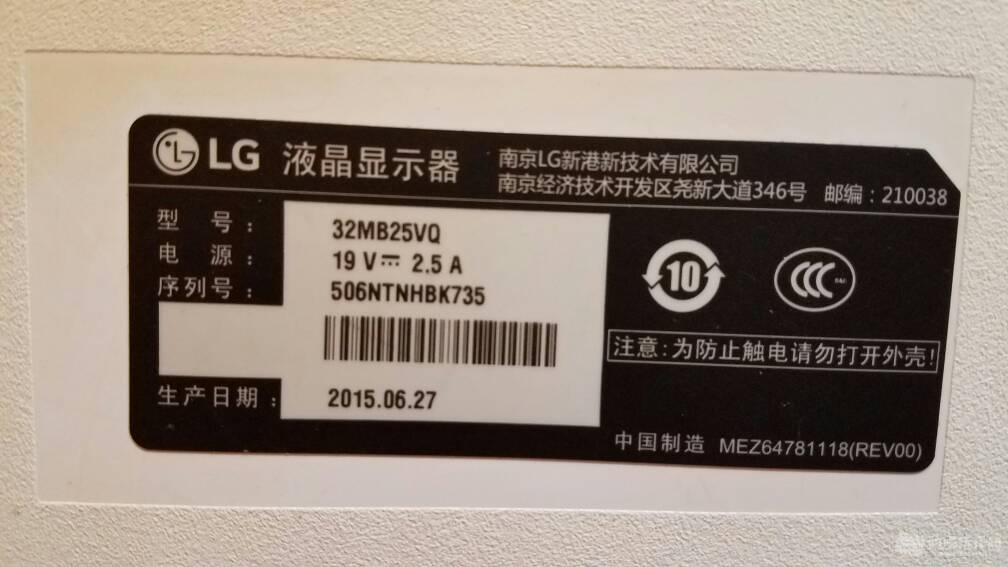 LG 液晶显示器
南京LG新港新技术有限公司
南京经济技术开发区尧新大道346号 邮编：210038
型 号： 32MB25VQ
电 源： 19 V⎓ 2.5 A
序列号： 506NTNHBK735
生产日期： 2015.06.27
10
CCC
注意:为防止触电请勿打开外壳!
中国制造 MEZ64781118(REV00)